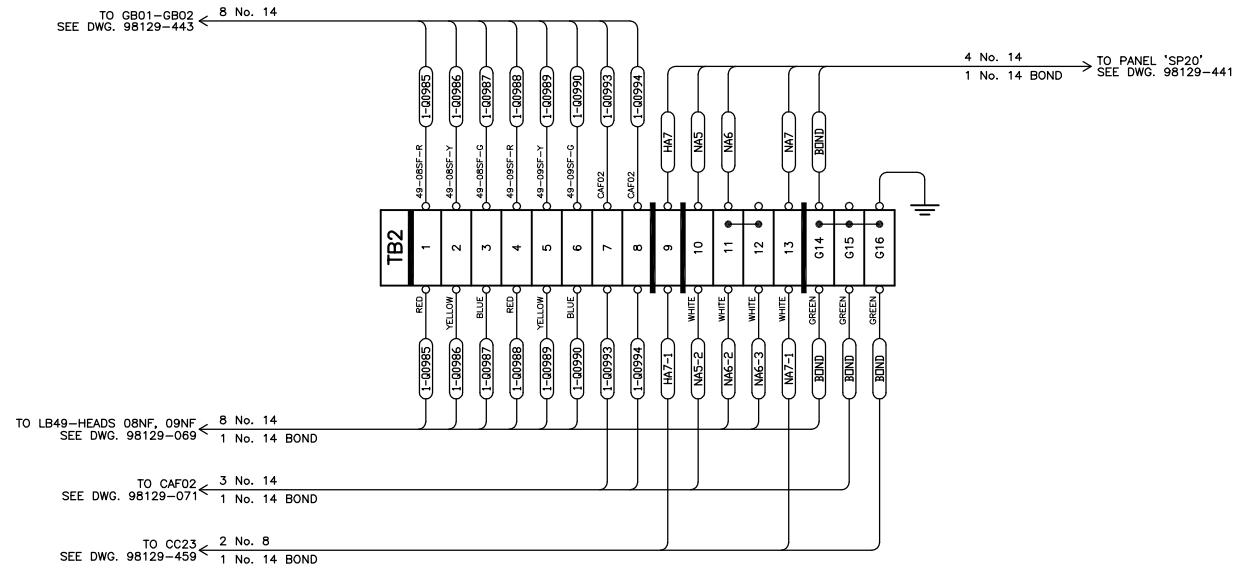 TO GB01-GB02
SEE DWG. 98129-443
8 No. 14
4 No. 14
1 No. 14 BOND
TO PANEL 'SP20'
SEE DWG. 98129-441
1-Q0985
1-Q0986
1-Q0987
1-Q0988
1-Q0989
1-Q0990
1-Q0993
1-Q0994
HA7
NA5
NA6
NA7
BOND
49-08SF-R
49-08SF-Y
49-08SF-G
49-09SF-R
49-09SF-Y
49-09SF-G
CAF02
CAF02
TB2
1
2
3
4
5
6
7
8
9
10
11
12
13
G14
G15
G16
RED
YELLOW
BLUE
RED
YELLOW
BLUE
WHITE
WHITE
WHITE
WHITE
GREEN
GREEN
GREEN
1-Q0985
1-Q0986
1-Q0987
1-Q0988
1-Q0989
1-Q0990
1-Q0993
1-Q0994
HA7-1
NA5-2
NA6-2
NA6-3
NA7-1
BOND
BOND
BOND
TO LB49-HEADS 08NF, 09NF
SEE DWG. 98129-069
8 No. 14
1 No. 14 BOND
TO CAF02
SEE DWG. 98129-071
3 No. 14
1 No. 14 BOND
TO CC23
SEE DWG. 98129-459
2 No. 8
1 No. 14 BOND